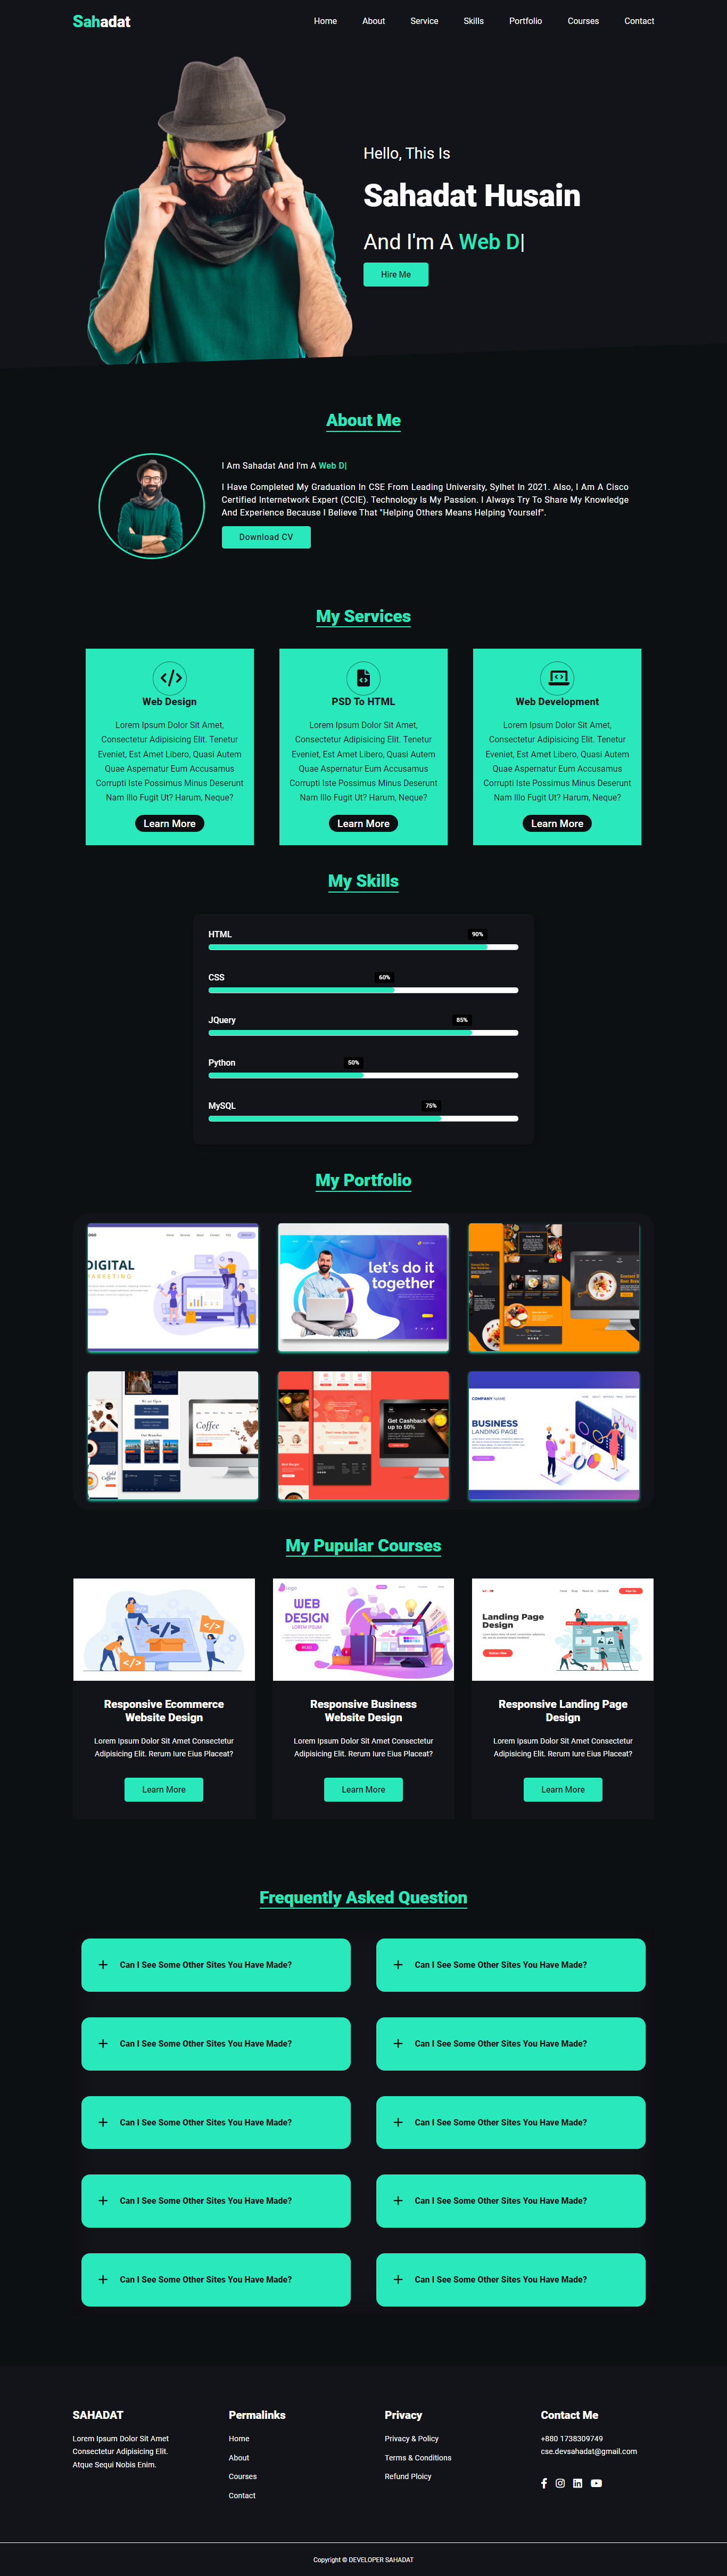 Sahadat
Home About Service Skills Portfolio Courses Contact
Hello, This Is
Sahadat Husain
And I'm A Web D|
Hire Me
About Me
I Am Sahadat And I'm A Web D|
I Have Completed My Graduation In CSE From Leading University, Sylhet In 2021. Also, I Am A Cisco
Certified Internetwork Expert (CCIE). Technology Is My Passion. I Always Try To Share My Knowledge
And Experience Because I Believe That "Helping Others Means Helping Yourself".
Download CV
My Services
Web Design
Lorem Ipsum Dolor Sit Amet,
Consectetur Adipisicing Elit. Tenetur
Eveniet, Est Amet Libero, Quasi Autem
Quae Aspernatur Eum Accusamus
Corrupti Iste Possimus Minus Deserunt
Nam Illo Fugit Ut? Harum, Neque?
Learn More
PSD To HTML
Lorem Ipsum Dolor Sit Amet,
Consectetur Adipisicing Elit. Tenetur
Eveniet, Est Amet Libero, Quasi Autem
Quae Aspernatur Eum Accusamus
Corrupti Iste Possimus Minus Deserunt
Nam Illo Fugit Ut? Harum, Neque?
Learn More
Web Development
Lorem Ipsum Dolor Sit Amet,
Consectetur Adipisicing Elit. Tenetur
Eveniet, Est Amet Libero, Quasi Autem
Quae Aspernatur Eum Accusamus
Corrupti Iste Possimus Minus Deserunt
Nam Illo Fugit Ut? Harum, Neque?
Learn More
My Skills
HTML 90%
CSS 60%
JQuery 85%
Python 50%
MySQL 75%
My Portfolio
DIGITAL
MARKETING
let's do it
together
We are Open
Coffee
Get Cashback
up to 50%
COMPANY NAME
BUSINESS
LANDING PAGE
My Pupular Courses
Responsive Ecommerce
Website Design
Lorem Ipsum Dolor Sit Amet Consectetur
Adipisicing Elit. Rerum Iure Eius Placeat?
Learn More
Logo
WEB
DESIGN
LOREM IPSUM
Responsive Business
Website Design
Lorem Ipsum Dolor Sit Amet Consectetur
Adipisicing Elit. Rerum Iure Eius Placeat?
Learn More
Landing Page
Design
Responsive Landing Page
Design
Lorem Ipsum Dolor Sit Amet Consectetur
Adipisicing Elit. Rerum Iure Eius Placeat?
Learn More
Frequently Asked Question
Can I See Some Other Sites You Have Made?
Can I See Some Other Sites You Have Made?
Can I See Some Other Sites You Have Made?
Can I See Some Other Sites You Have Made?
Can I See Some Other Sites You Have Made?
Can I See Some Other Sites You Have Made?
Can I See Some Other Sites You Have Made?
Can I See Some Other Sites You Have Made?
Can I See Some Other Sites You Have Made?
Can I See Some Other Sites You Have Made?
SAHADAT
Lorem Ipsum Dolor Sit Amet
Consectetur Adipisicing Elit.
Atque Sequi Nobis Enim.
Permalinks
Home
About
Courses
Contact
Privacy
Privacy & Policy
Terms & Conditions
Refund Ploicy
Contact Me
+880 1738309749
cse.devsahadat@gmail.com
Copyright © DEVELOPER SAHADAT